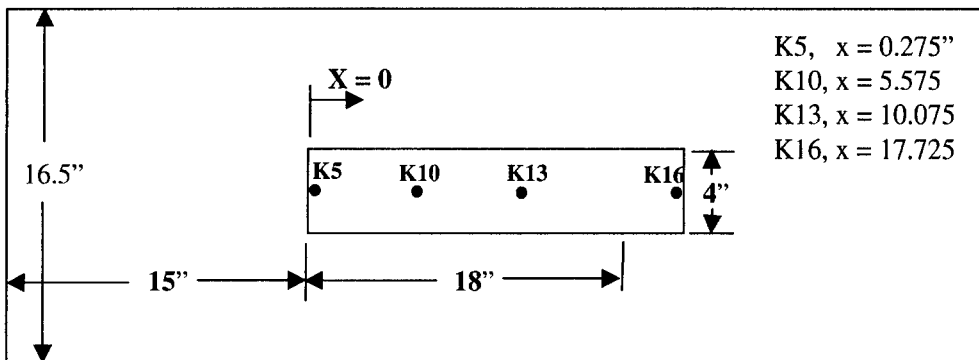 K5, x = 0.275”
K10, x = 5.575
K13, x = 10.075
K16, x = 17.725
X = 0
16.5”
K5 K10 K13 K16
4”
15” 18”